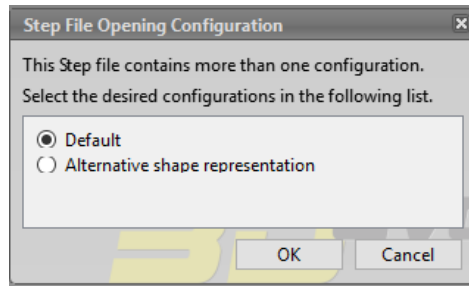 Step File Opening Configuration
This Step file contains more than one configuration.
Select the desired configurations in the following list.
Default
Alternative shape representation
OK Cancel